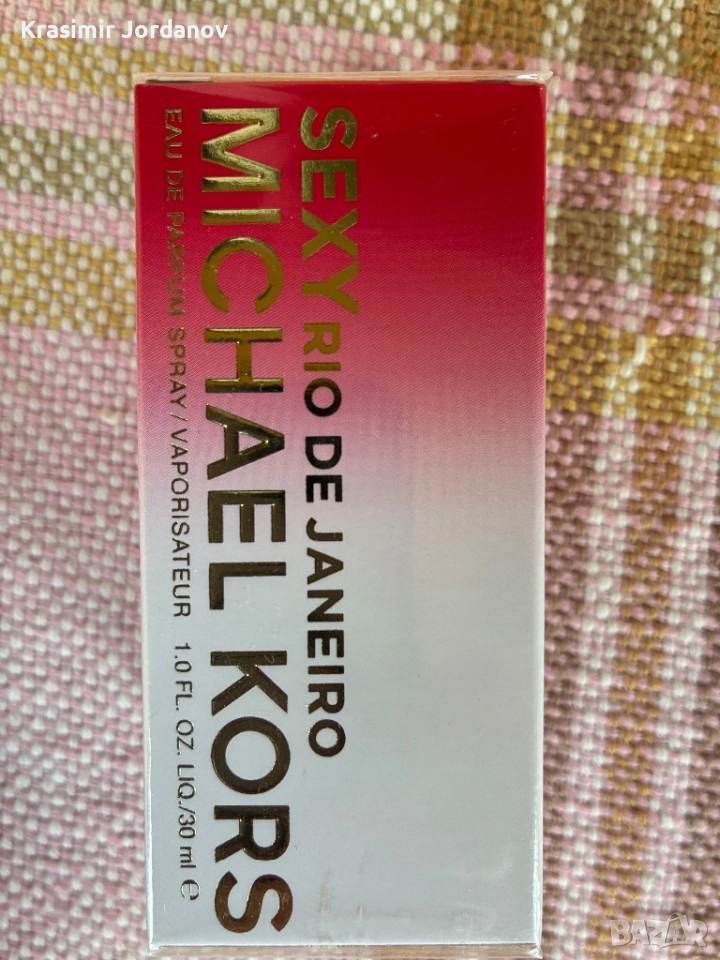 Krasimir Jordanov
SEXY RIO DE JANEIRO
MICHAEL KORS
EAU DE PARFUM SPRAY / VAPORISATEUR 1.0 FL. OZ. LIQ./30 ml ℮
BAZAR